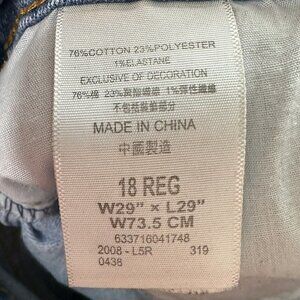 76%COTTON 23%POLYESTER
1%ELASTANE
EXCLUSIVE OF DECORATION
76%棉 23%聚酯纖維 1%彈性纖維
不包括裝飾部份
MADE IN CHINA
中國製造
18 REG
W29” × L29”
W73.5 CM
633716041748
2008 - L5R 319
0438